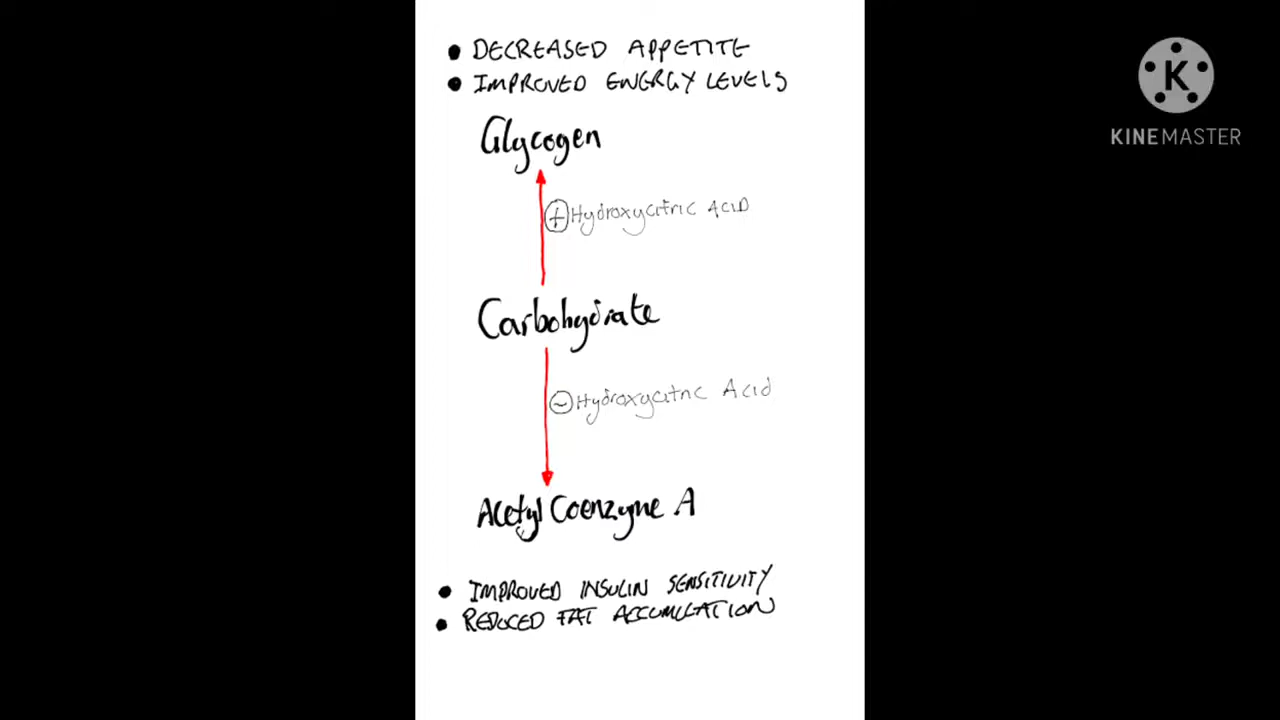 • DECREASED APPETITE
• IMPROVED ENERGY LEVELS
Glycogen
+ Hydroxycitric ACID
Carbohydrate
- Hydroxycitric Acid
Acetyl Coenzyme A
• IMPROVED INSULIN SENSITIVITY
• REDUCED FAT ACCUMULATION
K
KINEMASTER